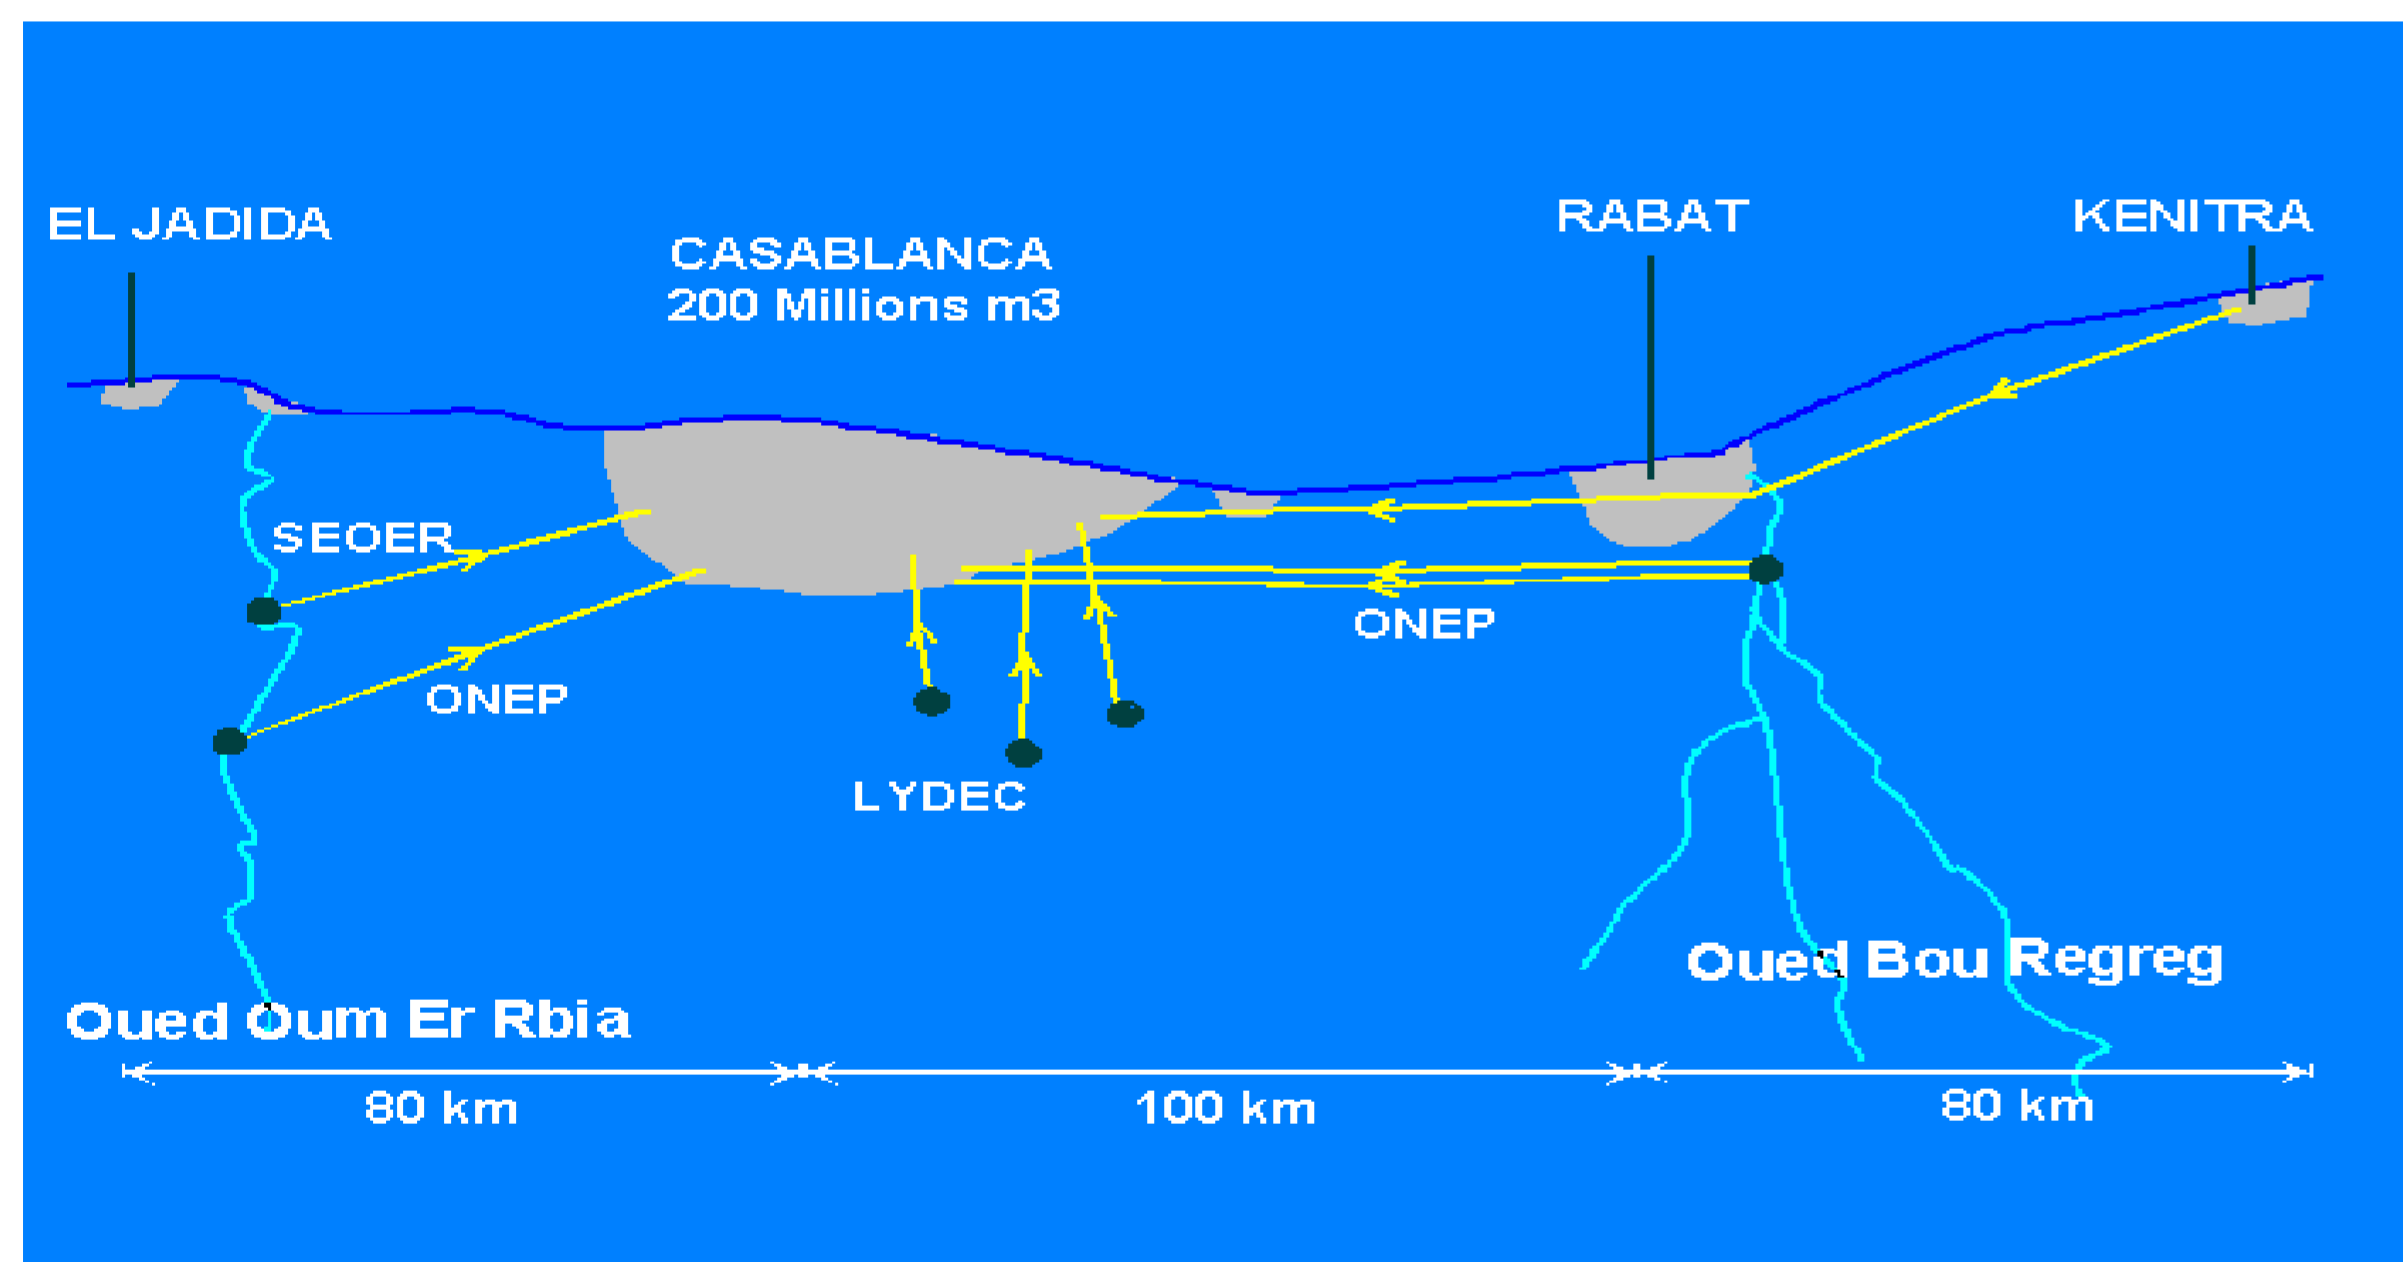 EL JADIDA
CASABLANCA
200 Millions m3
RABAT
KENITRA
SEOER
ONEP
ONEP
LYDEC
Oued Bou Regreg
Oued Oum Er Rbia
80 km
100 km
80 km